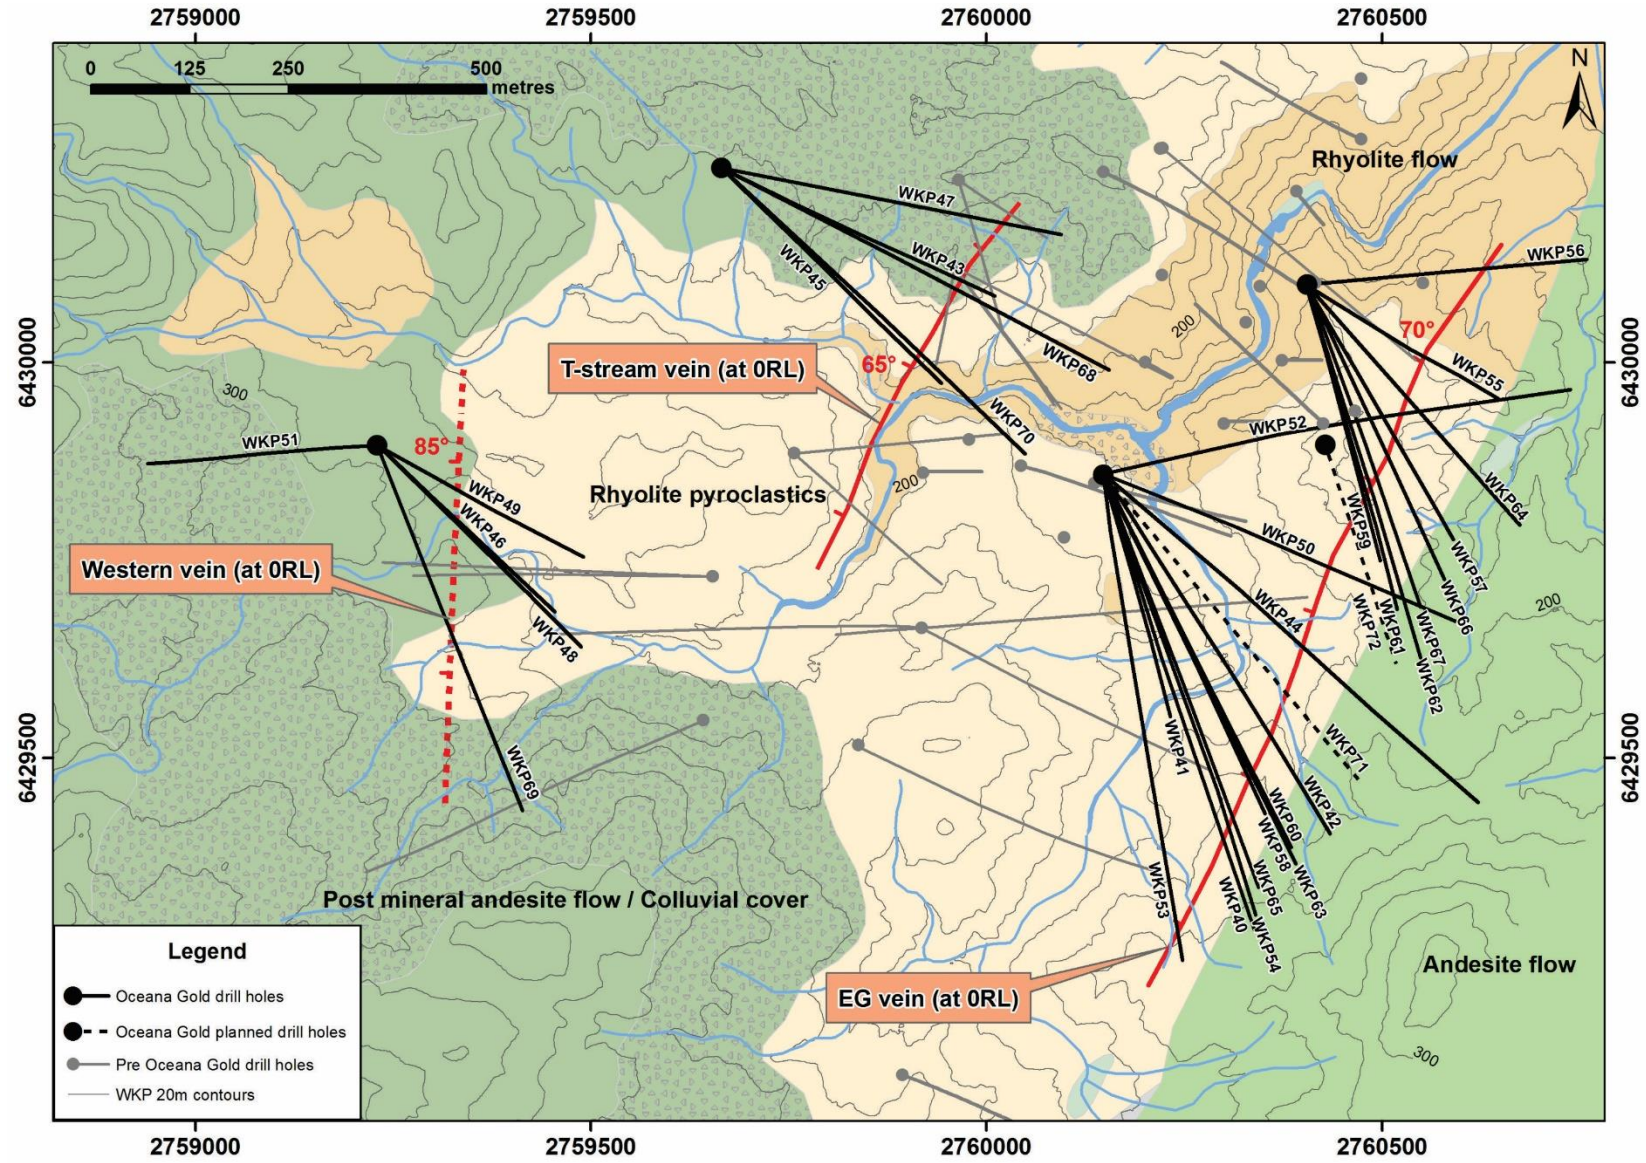 2759000 2759500 2760000 2760500
0 125 250 500
metres
N
Rhyolite flow
WKP47
WKP56
WKP43
WKP45
200
70°
6430000
6430000
T-stream vein (at 0RL)
65°
WKP68
WKP55
300
WKP70
WKP52
WKP51
85°
WKP49
Rhyolite pyroclastics
200
WKP64
WKP46
WKP59
WKP50
WKP57
Western vein (at 0RL)
WKP44
WKP66
200
WKP72
WKP61
WKP67
WKP48
WKP62
6429500
6429500
WKP69
WKP41
WKP71
WKP42
WKP60
WKP58
WKP53
WKP65
WKP63
WKP40
WKP54
Post mineral andesite flow / Colluvial cover
Andesite flow
EG vein (at 0RL)
300
Legend
Oceana Gold drill holes
Oceana Gold planned drill holes
Pre Oceana Gold drill holes
WKP 20m contours
2759000 2759500 2760000 2760500